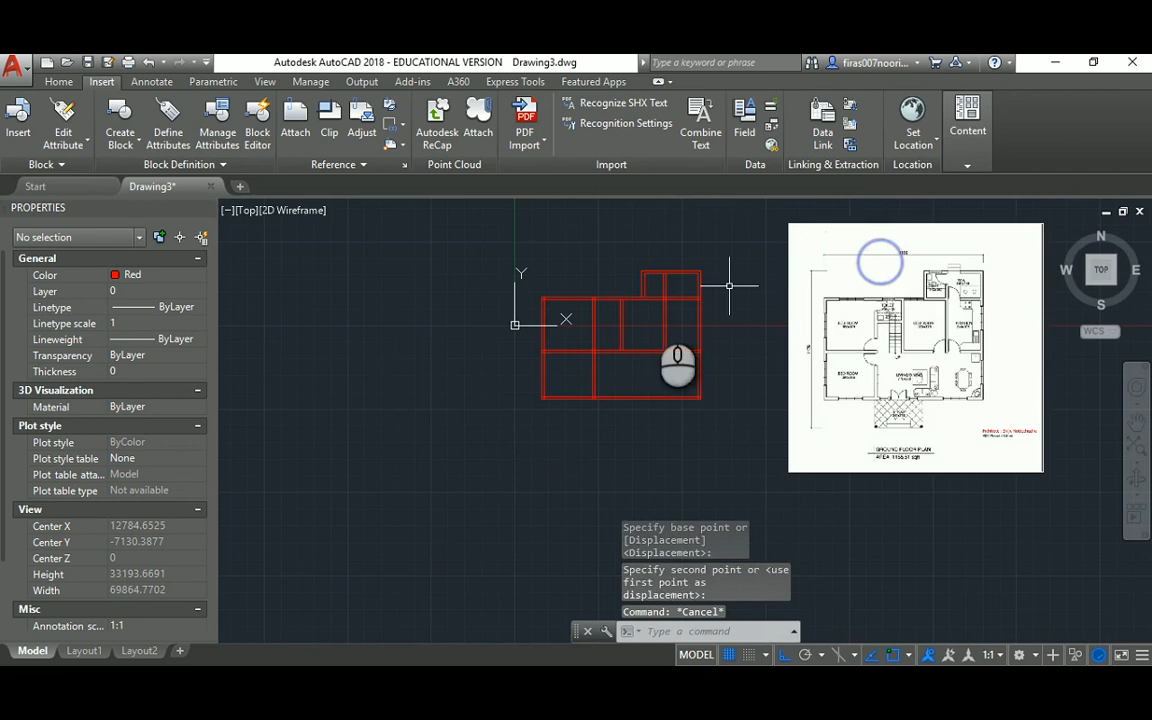 Autodesk AutoCAD 2018 - EDUCATIONAL VERSION Drawing3.dwg
Type a keyword or phrase
firas007noori...
Home Insert Annotate Parametric View Manage Output Add-ins A360 Express Tools Featured Apps
Insert
Edit Attribute
Create Block
Define Attributes
Manage Attributes
Block Editor
Attach
Clip
Adjust
Autodesk ReCap
Attach
PDF Import
Recognize SHX Text
Recognition Settings
Combine Text
Field
Data Link
Set Location
Content
Block Block Definition Reference Point Cloud Import Data Linking & Extraction Location
Start Drawing3*
PROPERTIES
[−][Top][2D Wireframe]
No selection
General
Color Red
Layer 0
Linetype ByLayer
Linetype scale 1
Lineweight ByLayer
Transparency ByLayer
Thickness 0
3D Visualization
Material ByLayer
Plot style
Plot style ByColor
Plot style table None
Plot table atta... Model
Plot table type Not available
View
Center X 12784.6525
Center Y -7130.3877
Center Z 0
Height 33193.6691
Width 69864.7702
Misc
Annotation sc... 1:1
Y
X
N
W TOP E
S
WCS
BED ROOM
BED ROOM
GROUND FLOOR PLAN
Specify base point or
[Displacement]
<Displacement>:
Specify second point or <use
first point as
displacement>:
Command: *Cancel*
Type a command
Model Layout1 Layout2
MODEL 1:1